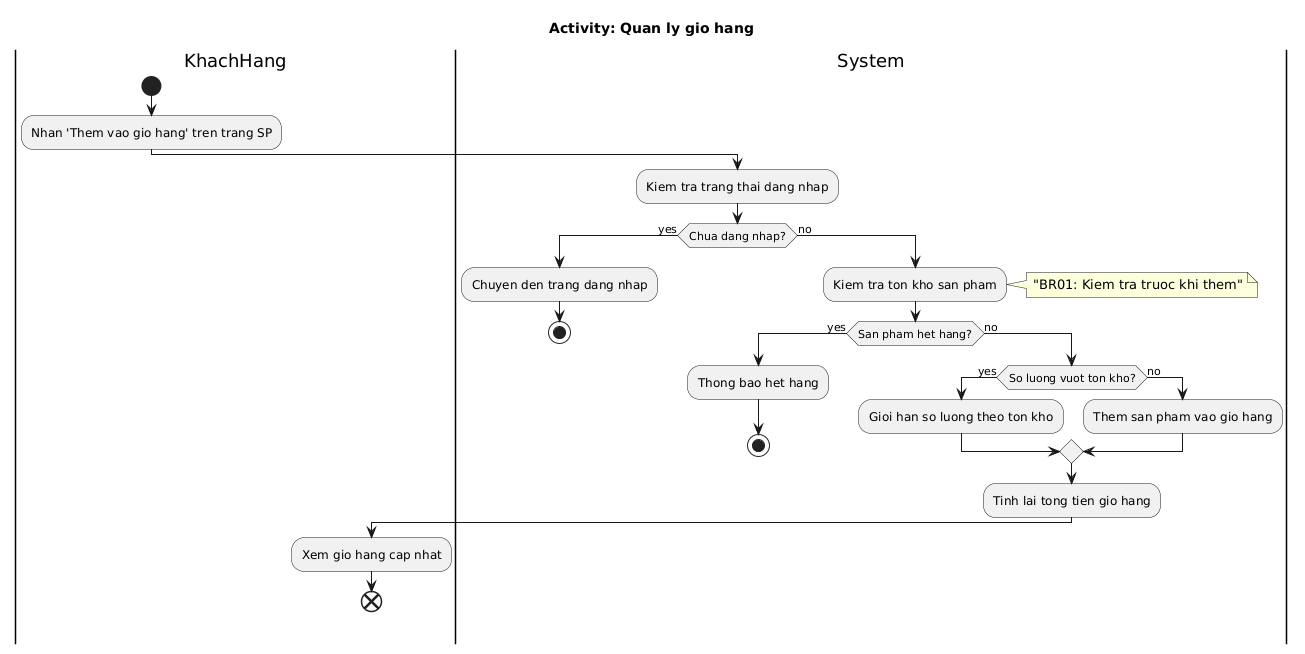 Activity: Quan ly gio hang
KhachHang
System
Nhan 'Them vao gio hang' tren trang SP
Kiem tra trang thai dang nhap
yes
Chua dang nhap?
no
Chuyen den trang dang nhap
Kiem tra ton kho san pham
"BR01: Kiem tra truoc khi them"
yes
San pham het hang?
no
Thong bao het hang
yes
So luong vuot ton kho?
no
Gioi han so luong theo ton kho
Them san pham vao gio hang
Tinh lai tong tien gio hang
Xem gio hang cap nhat